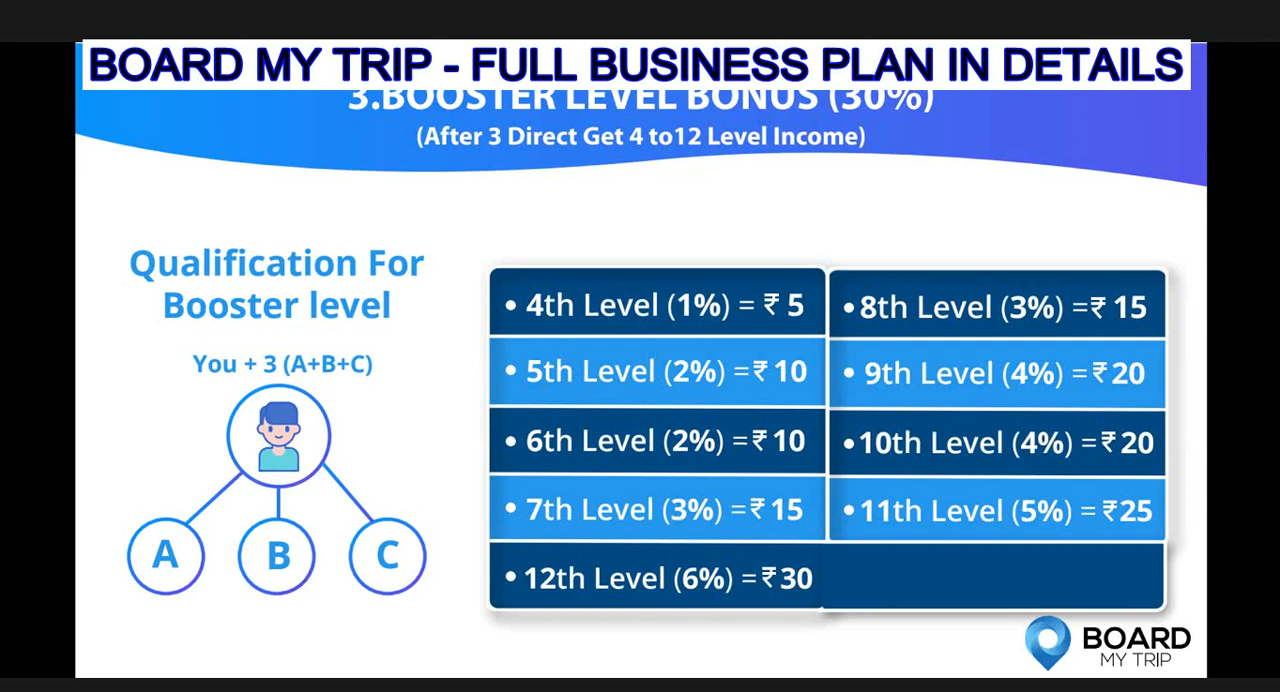 BOARD MY TRIP - FULL BUSINESS PLAN IN DETAILS
3.BOOSTER LEVEL BONUS (30%)
(After 3 Direct Get 4 to12 Level Income)
Qualification For
Booster level
You + 3 (A+B+C)
A B C
• 4th Level (1%) = ₹ 5
• 5th Level (2%) =₹ 10
• 6th Level (2%) =₹ 10
• 7th Level (3%) =₹ 15
• 12th Level (6%) =₹ 30
•8th Level (3%) =₹ 15
• 9th Level (4%) =₹20
•10th Level (4%) =₹20
•11th Level (5%) =₹25
BOARD
MY TRIP